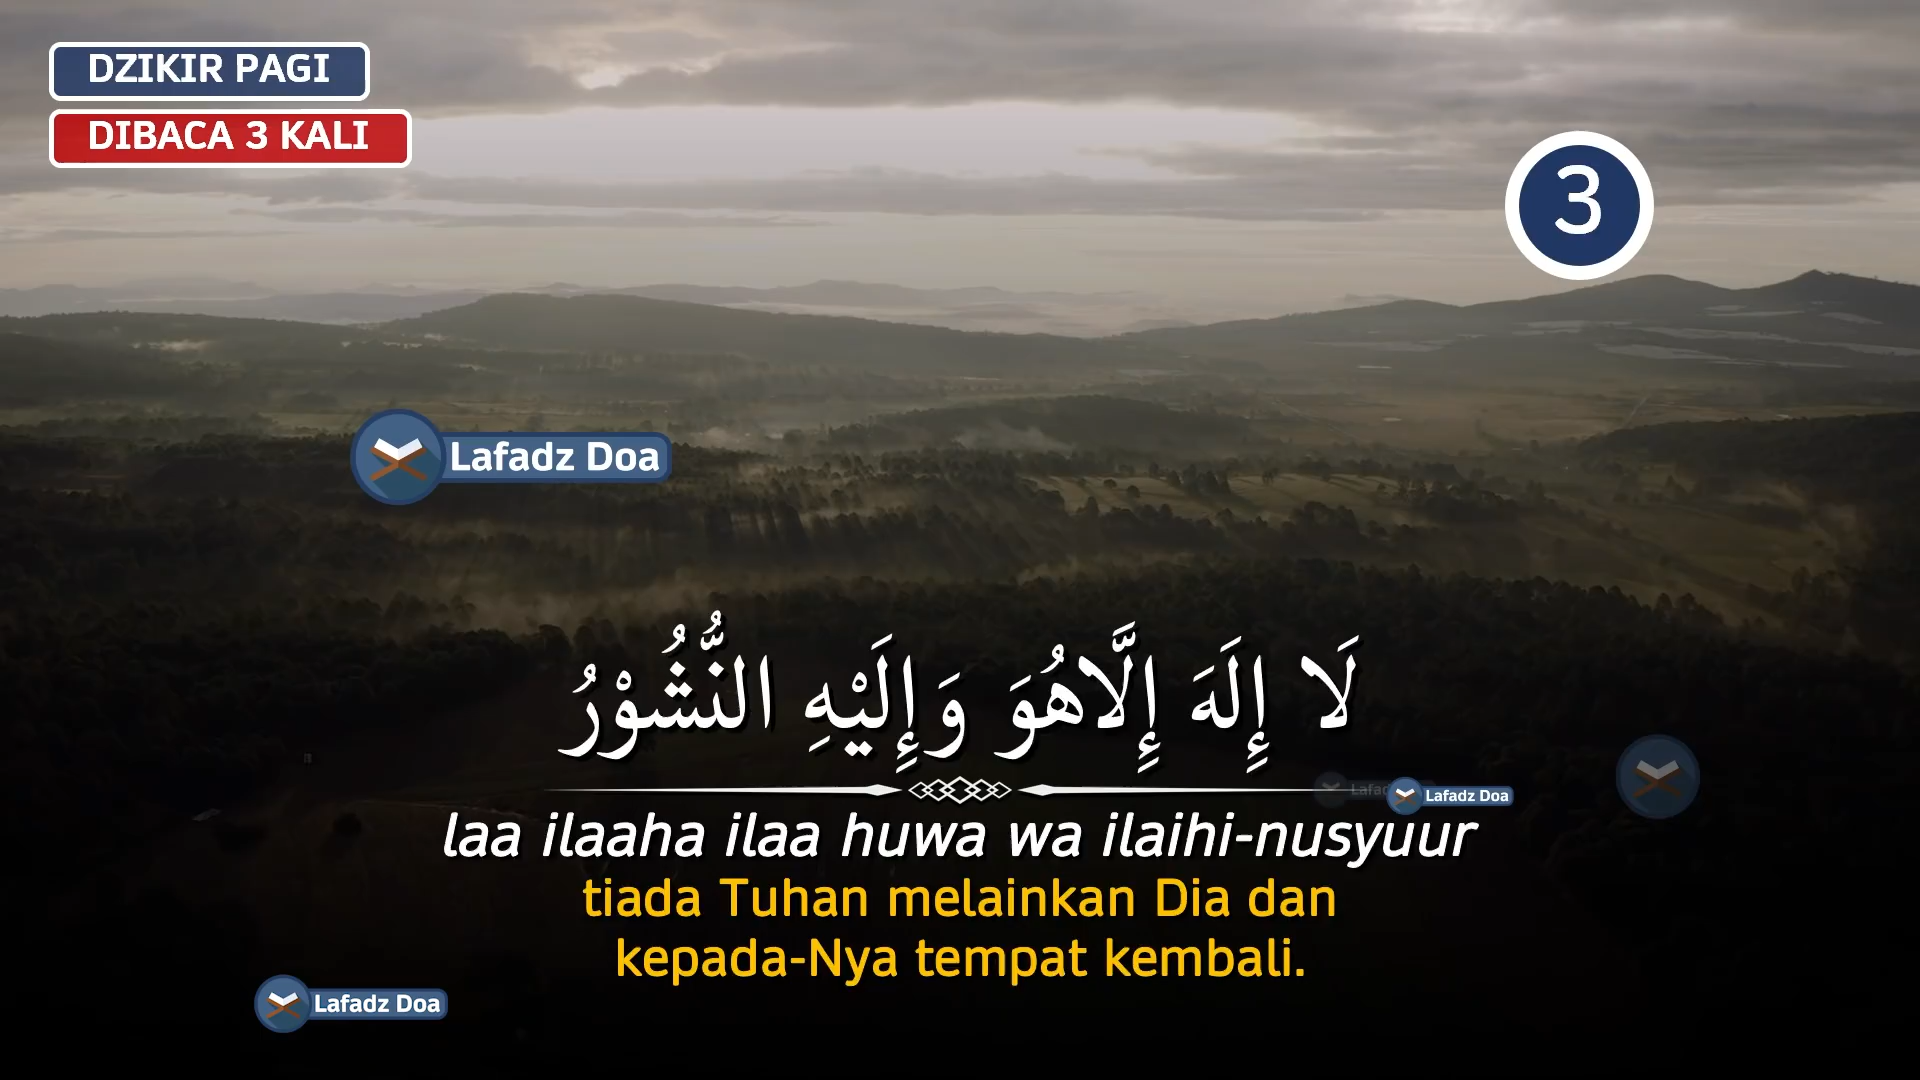 DZIKIR PAGI
DIBACA 3 KALI
3
Lafadz Doa
لَا إِلَهَ إِلَّاهُوَ وَإِلَيْهِ النُّشُوْرُ
Lafadz Doa
laa ilaaha ilaa huwa wa ilaihi-nusyuur
tiada Tuhan melainkan Dia dan
kepada-Nya tempat kembali.
Lafadz Doa